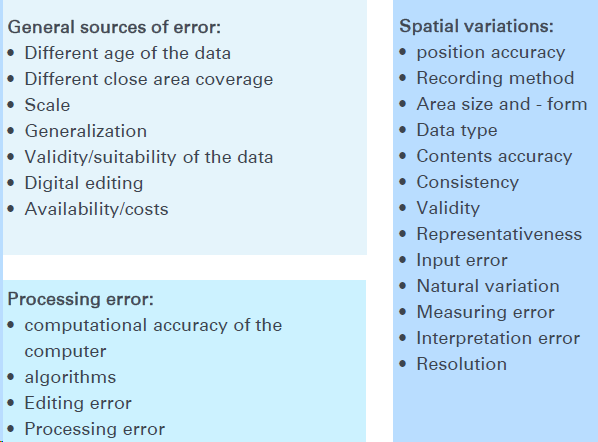 General sources of error:
• Different age of the data
• Different close area coverage
• Scale
• Generalization
• Validity/suitability of the data
• Digital editing
• Availability/costs
Processing error:
• computational accuracy of the
computer
• algorithms
• Editing error
• Processing error
Spatial variations:
• position accuracy
• Recording method
• Area size and - form
• Data type
• Contents accuracy
• Consistency
• Validity
• Representativeness
• Input error
• Natural variation
• Measuring error
• Interpretation error
• Resolution